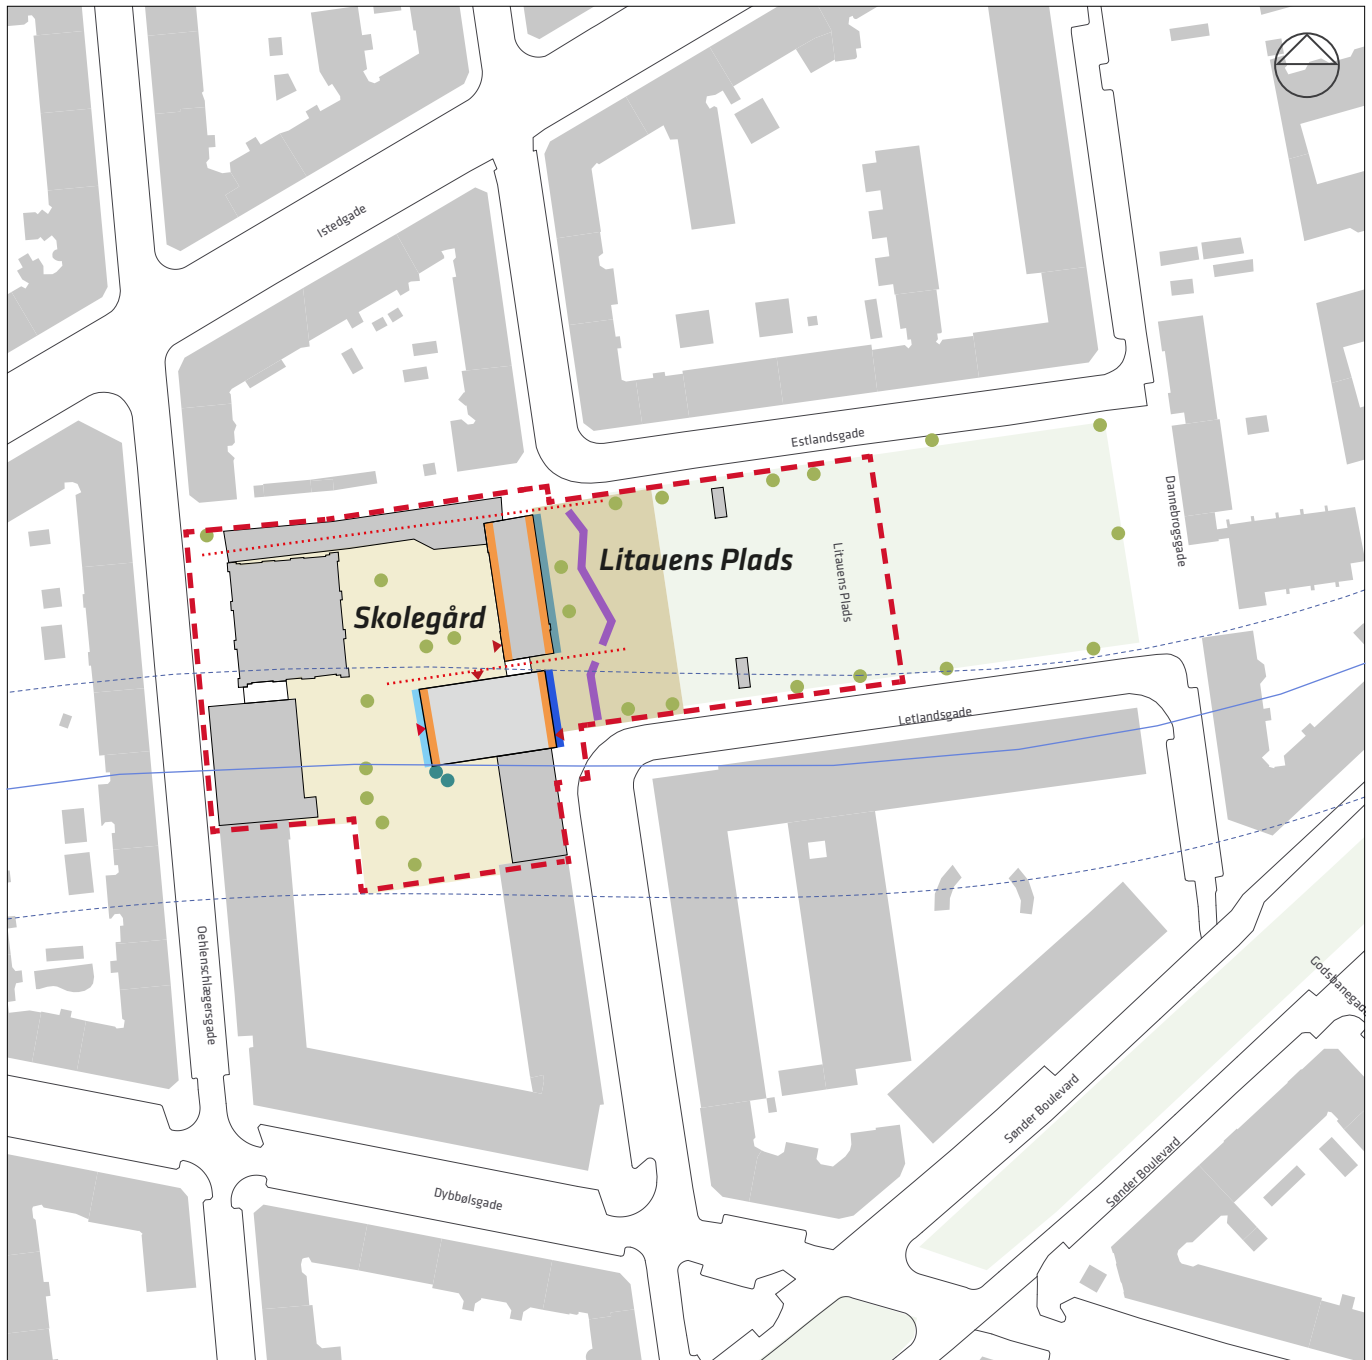 Istedgade
Estlandsgade
Dannebrogsgade
Litauens Plads
Litauens Plads
Skolegård
Letlandsgade
Oehlenschlægersgade
Godsbanegade
Sønder Boulevard
Sønder Boulevard
Dybbølsgade